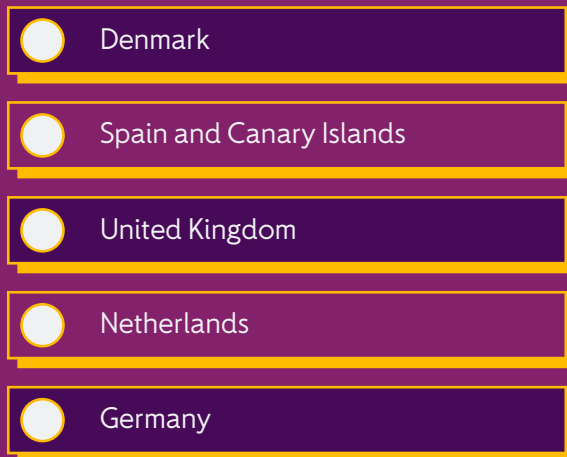 Denmark
Spain and Canary Islands
United Kingdom
Netherlands
Germany